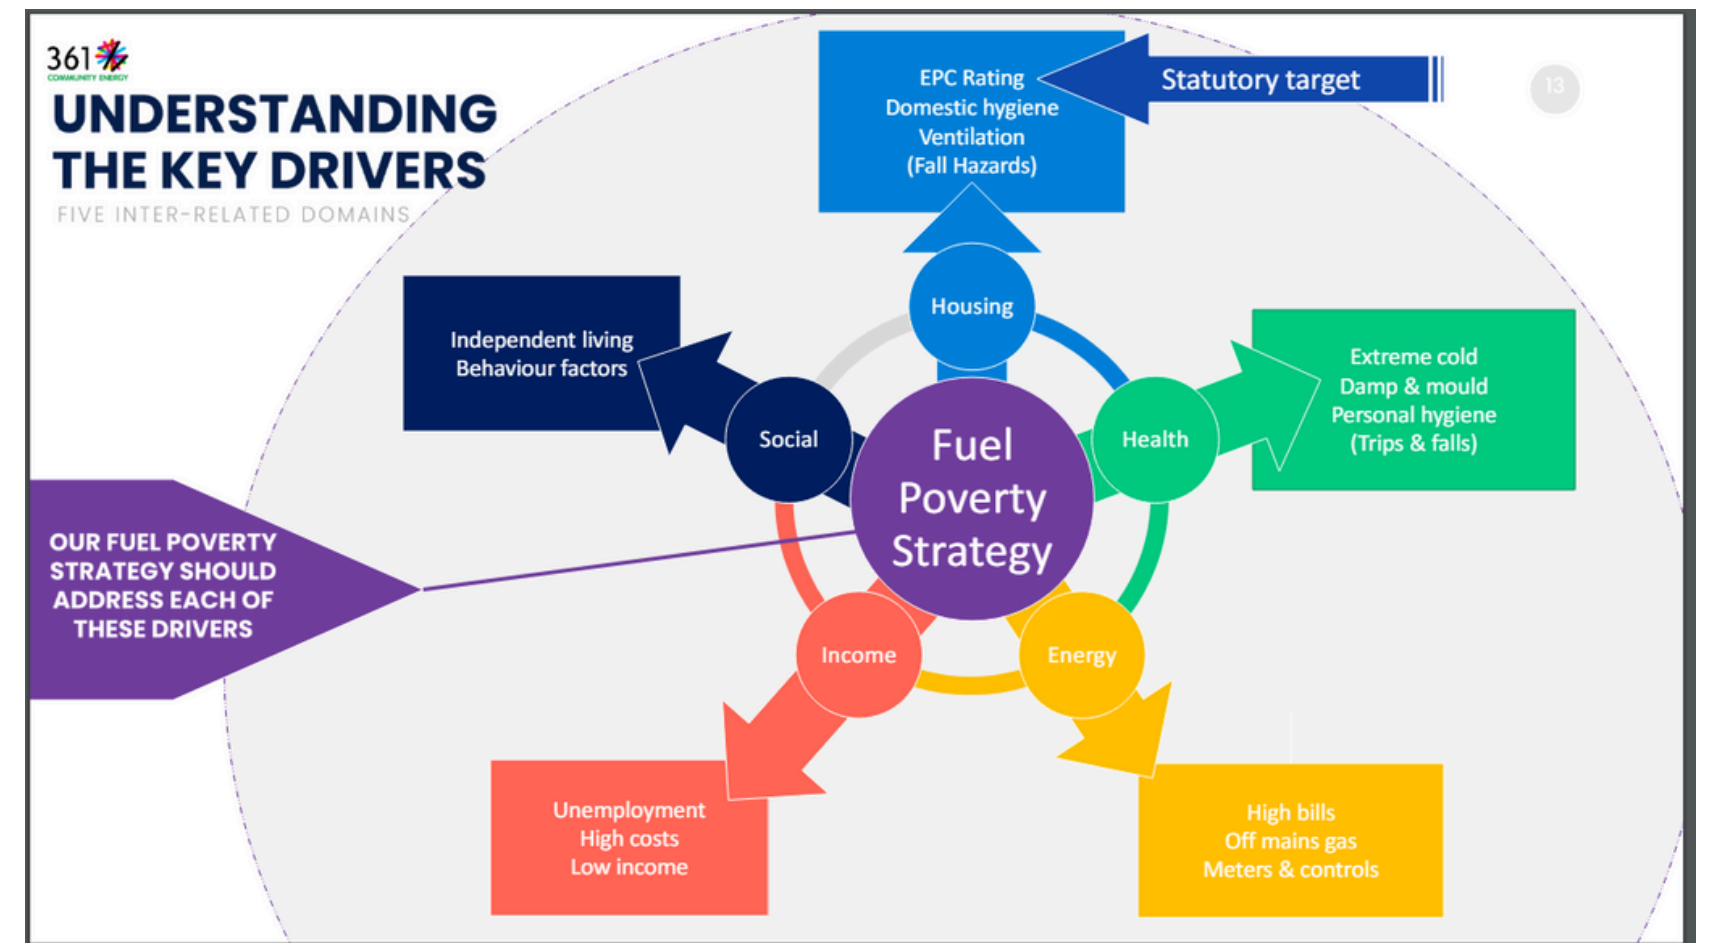 361
COMMUNITY ENERGY
UNDERSTANDING
THE KEY DRIVERS
FIVE INTER-RELATED DOMAINS
13
EPC Rating
Domestic hygiene
Ventilation
(Fall Hazards)
Statutory target
Independent living
Behaviour factors
Housing
Extreme cold
Damp & mould
Personal hygiene
(Trips & falls)
Social
Health
Fuel
Poverty
Strategy
OUR FUEL POVERTY
STRATEGY SHOULD
ADDRESS EACH OF
THESE DRIVERS
Income
Energy
Unemployment
High costs
Low income
High bills
Off mains gas
Meters & controls